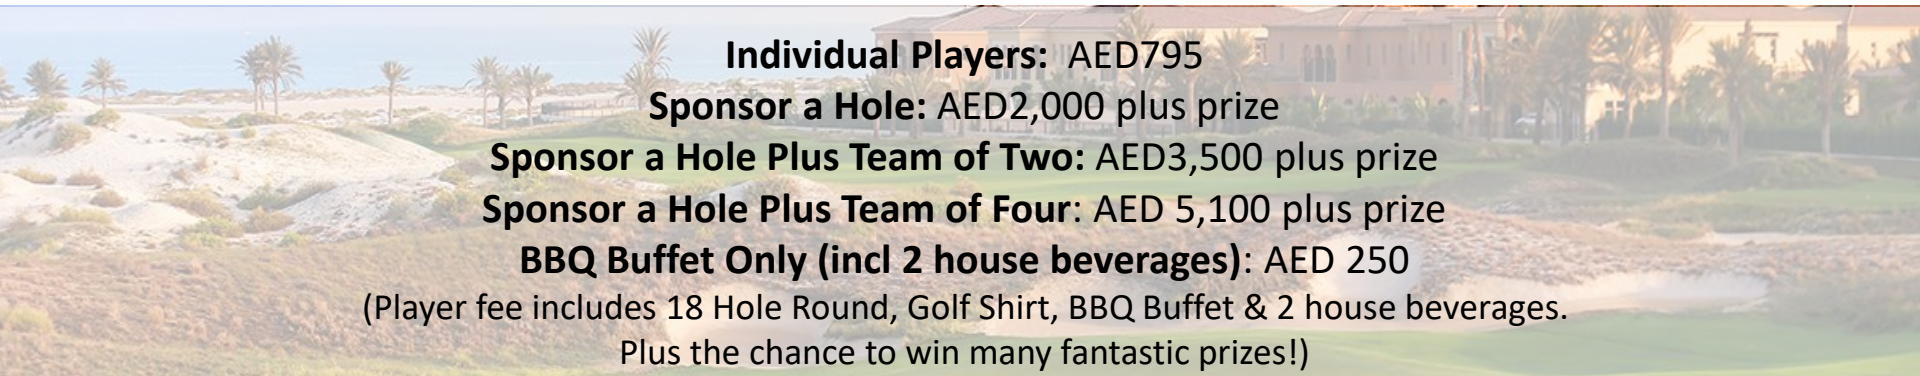 Individual Players: AED795
Sponsor a Hole: AED2,000 plus prize
Sponsor a Hole Plus Team of Two: AED3,500 plus prize
Sponsor a Hole Plus Team of Four: AED 5,100 plus prize
BBQ Buffet Only (incl 2 house beverages): AED 250
(Player fee includes 18 Hole Round, Golf Shirt, BBQ Buffet & 2 house beverages.
Plus the chance to win many fantastic prizes!)